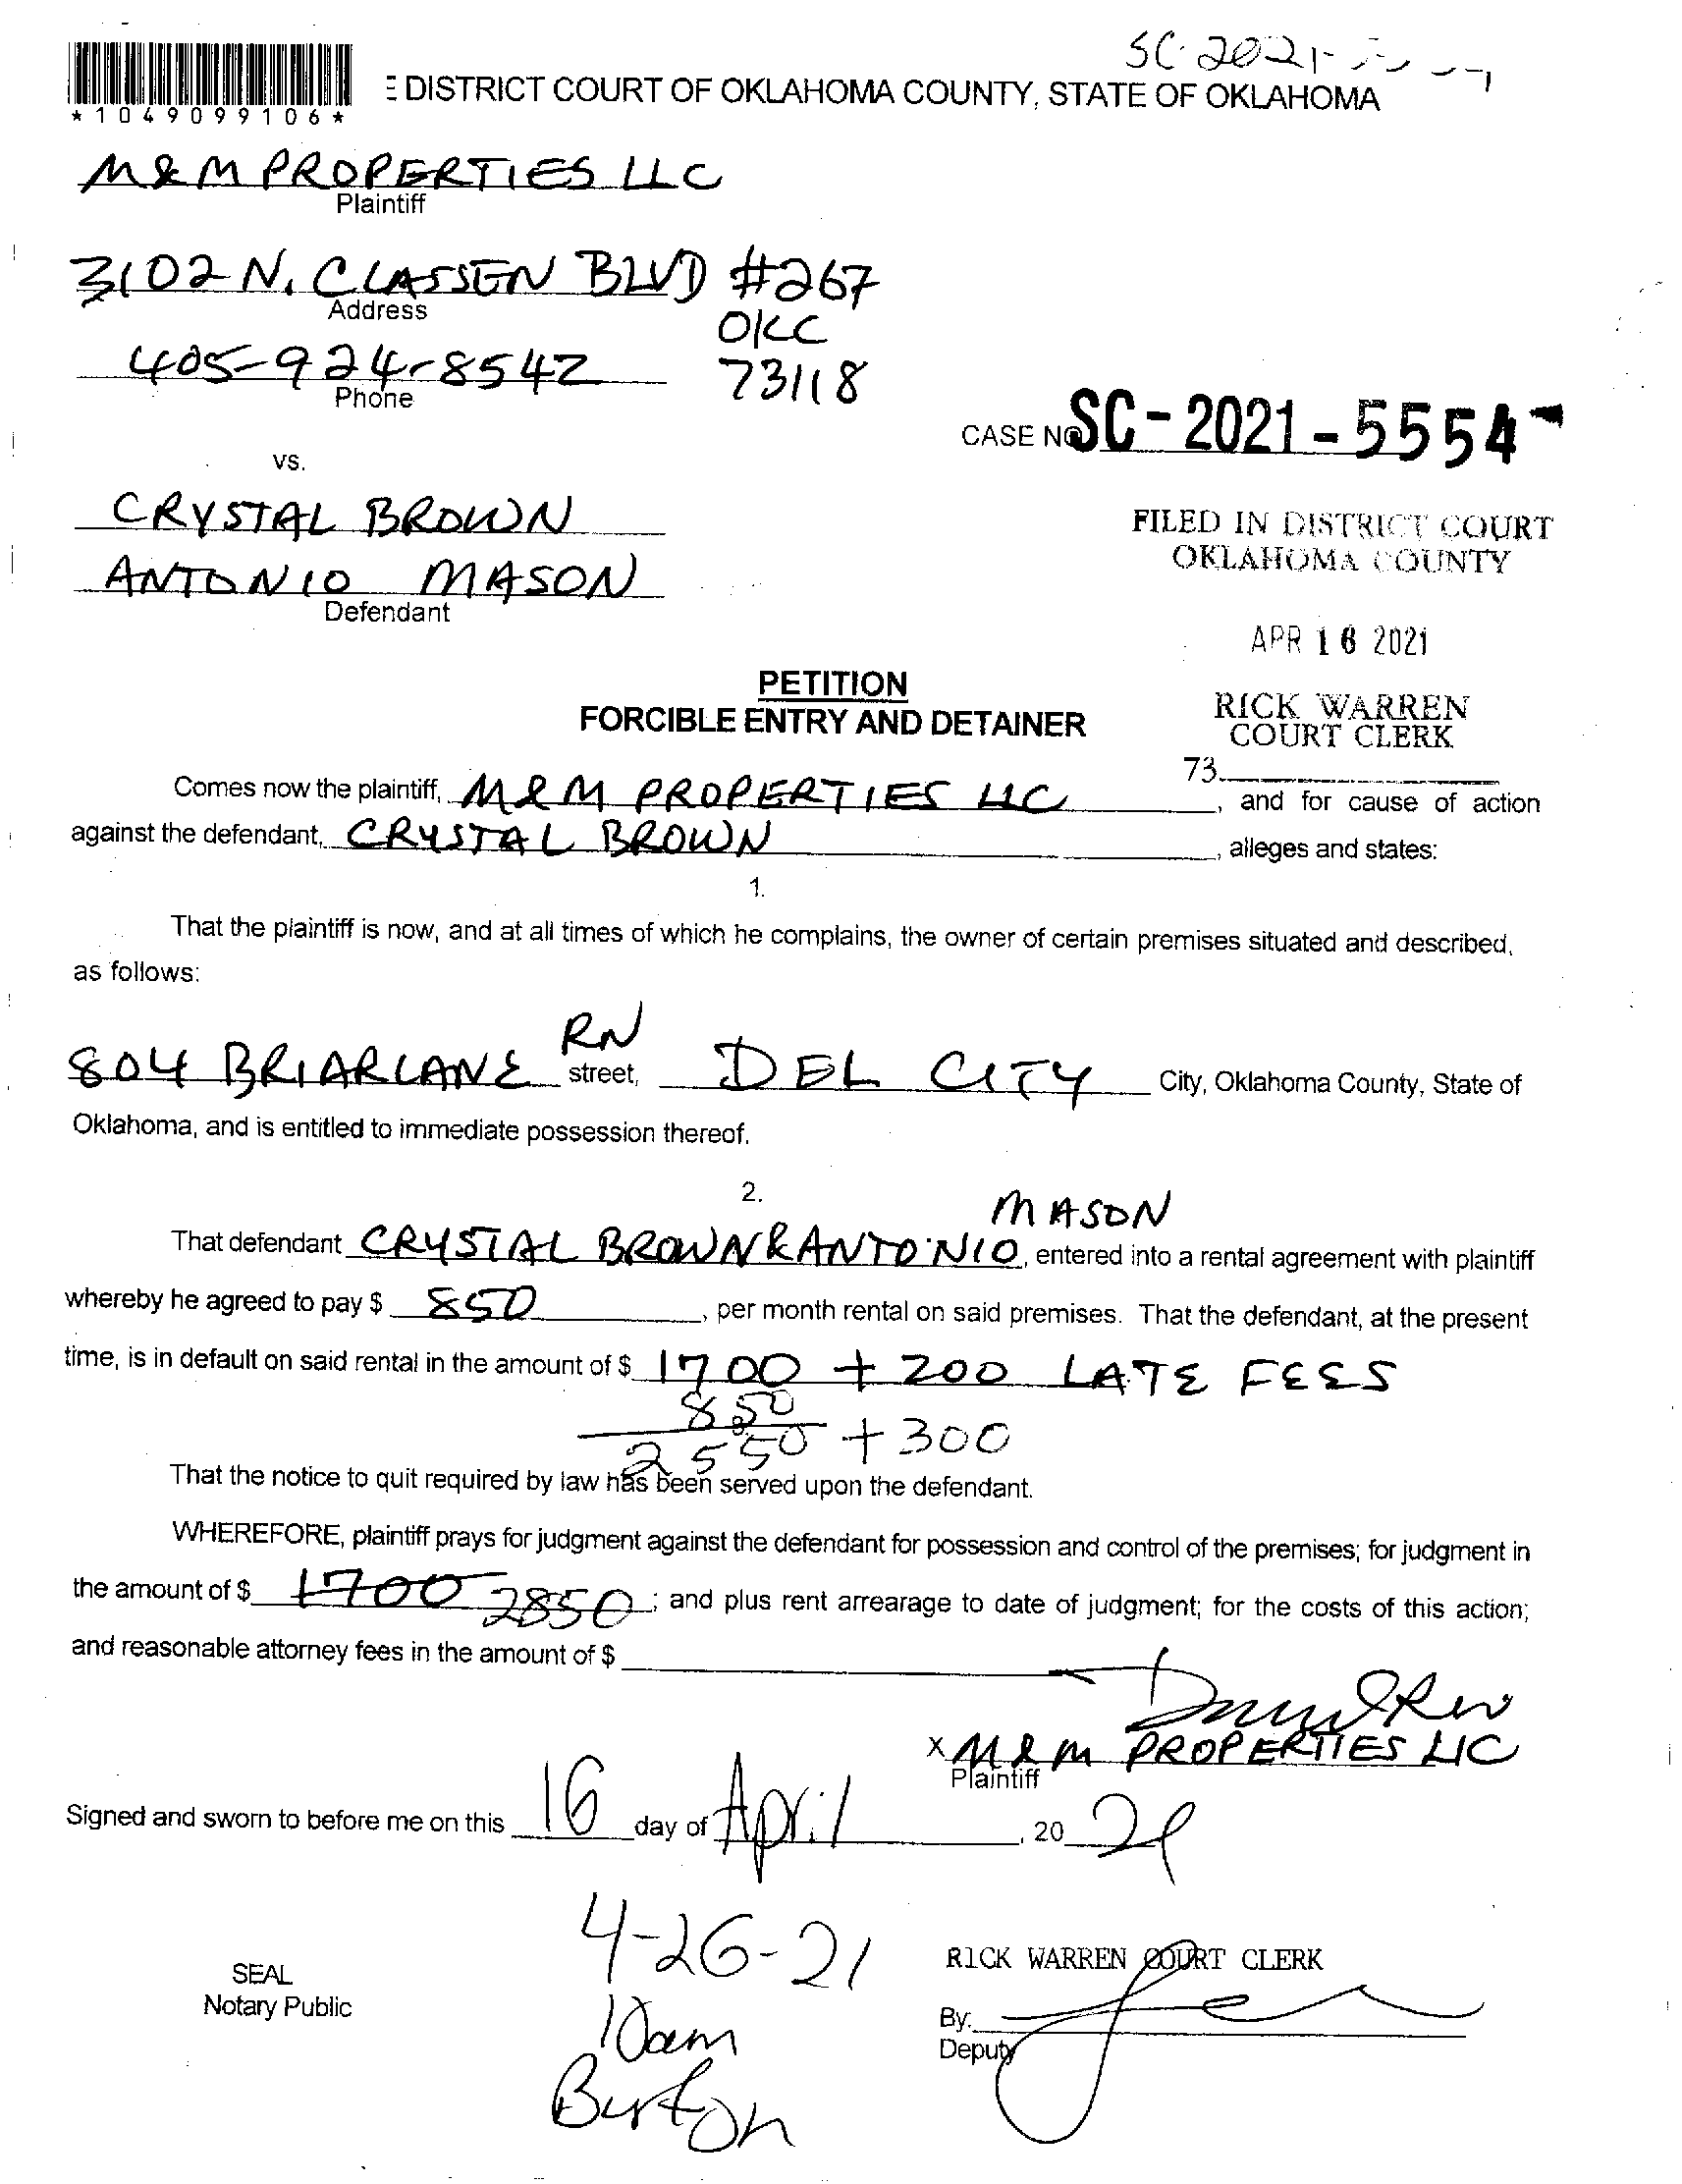 SC-2021-
*1049099106*
E DISTRICT COURT OF OKLAHOMA COUNTY, STATE OF OKLAHOMA
M&M PROPERTIES LLC
Plaintiff
3102 N. CLASSEN BLVD #267
Address
OKC
405-924-8542
73118
Phone
CASE NO SC-2021-5554
vs.
CRYSTAL BROWN
FILED IN DISTRICT COURT
OKLAHOMA COUNTY
ANTONIO MASON
Defendant
APR 16 2021
PETITION
FORCIBLE ENTRY AND DETAINER
RICK WARREN
COURT CLERK
73
Comes now the plaintiff, M&M PROPERTIES LLC, and for cause of action
against the defendant, CRYSTAL BROWN, alleges and states:
1.
That the plaintiff is now, and at all times of which he complains, the owner of certain premises situated and described,
as follows:
RN
804 BRIARLANE street, DEL CITY City, Oklahoma County, State of
Oklahoma, and is entitled to immediate possession thereof.
2.
MASON
That defendant CRYSTAL BROWN & ANTONIO, entered into a rental agreement with plaintiff
whereby he agreed to pay $ 850, per month rental on said premises. That the defendant, at the present
time, is in default on said rental in the amount of $ 1700 + 200 LATE FEES
850
2550 + 300
That the notice to quit required by law has been served upon the defendant.
WHEREFORE, plaintiff prays for judgment against the defendant for possession and control of the premises; for judgment in
the amount of $ 1700 2850; and plus rent arrearage to date of judgment; for the costs of this action;
and reasonable attorney fees in the amount of $
x M&M PROPERTIES LLC
Plaintiff
Signed and sworn to before me on this 16 day of April, 20 21
4-26-21
10am
Burton
SEAL
Notary Public
RICK WARREN COURT CLERK
By:
Deputy